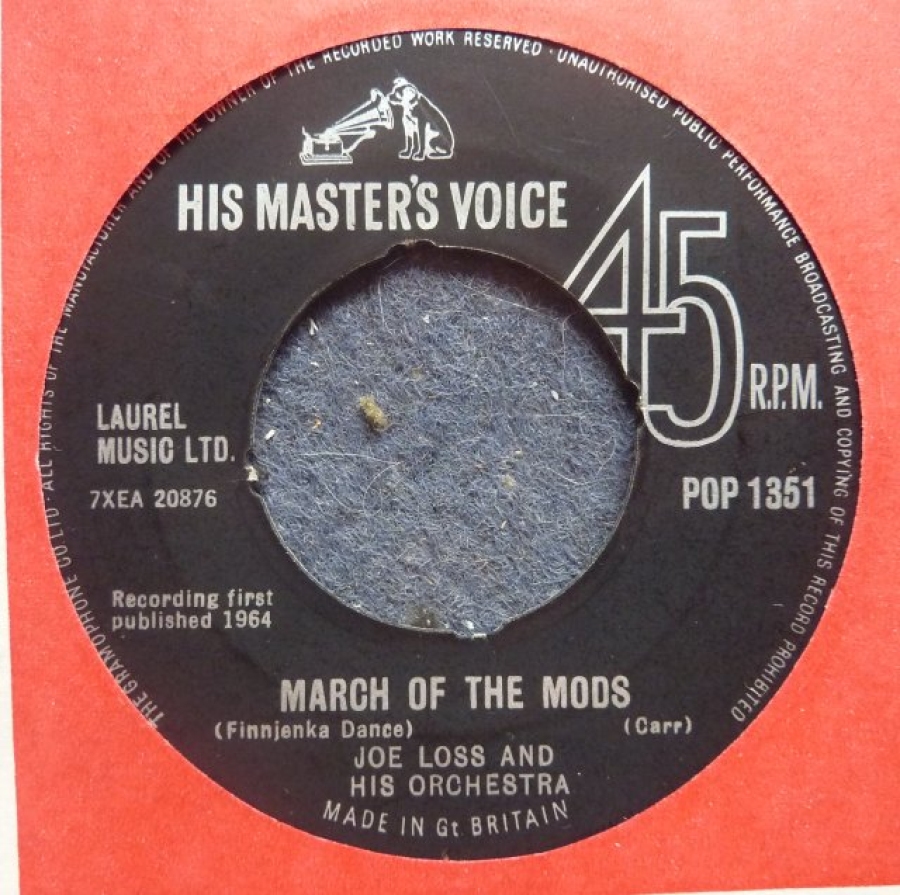 THE GRAMOPHONE CO LTD · ALL RIGHTS OF THE MANUFACTURER AND OF THE OWNER OF THE RECORDED WORK RESERVED · UNAUTHORISED PUBLIC PERFORMANCE BROADCASTING AND COPYING OF THIS RECORD PROHIBITED
HIS MASTER'S VOICE
45
R.P.M.
LAUREL
MUSIC LTD.
7XEA 20876
POP 1351
Recording first
published 1964
MARCH OF THE MODS
(Finnjenka Dance) (Carr)
JOE LOSS AND
HIS ORCHESTRA
MADE IN Gt BRITAIN